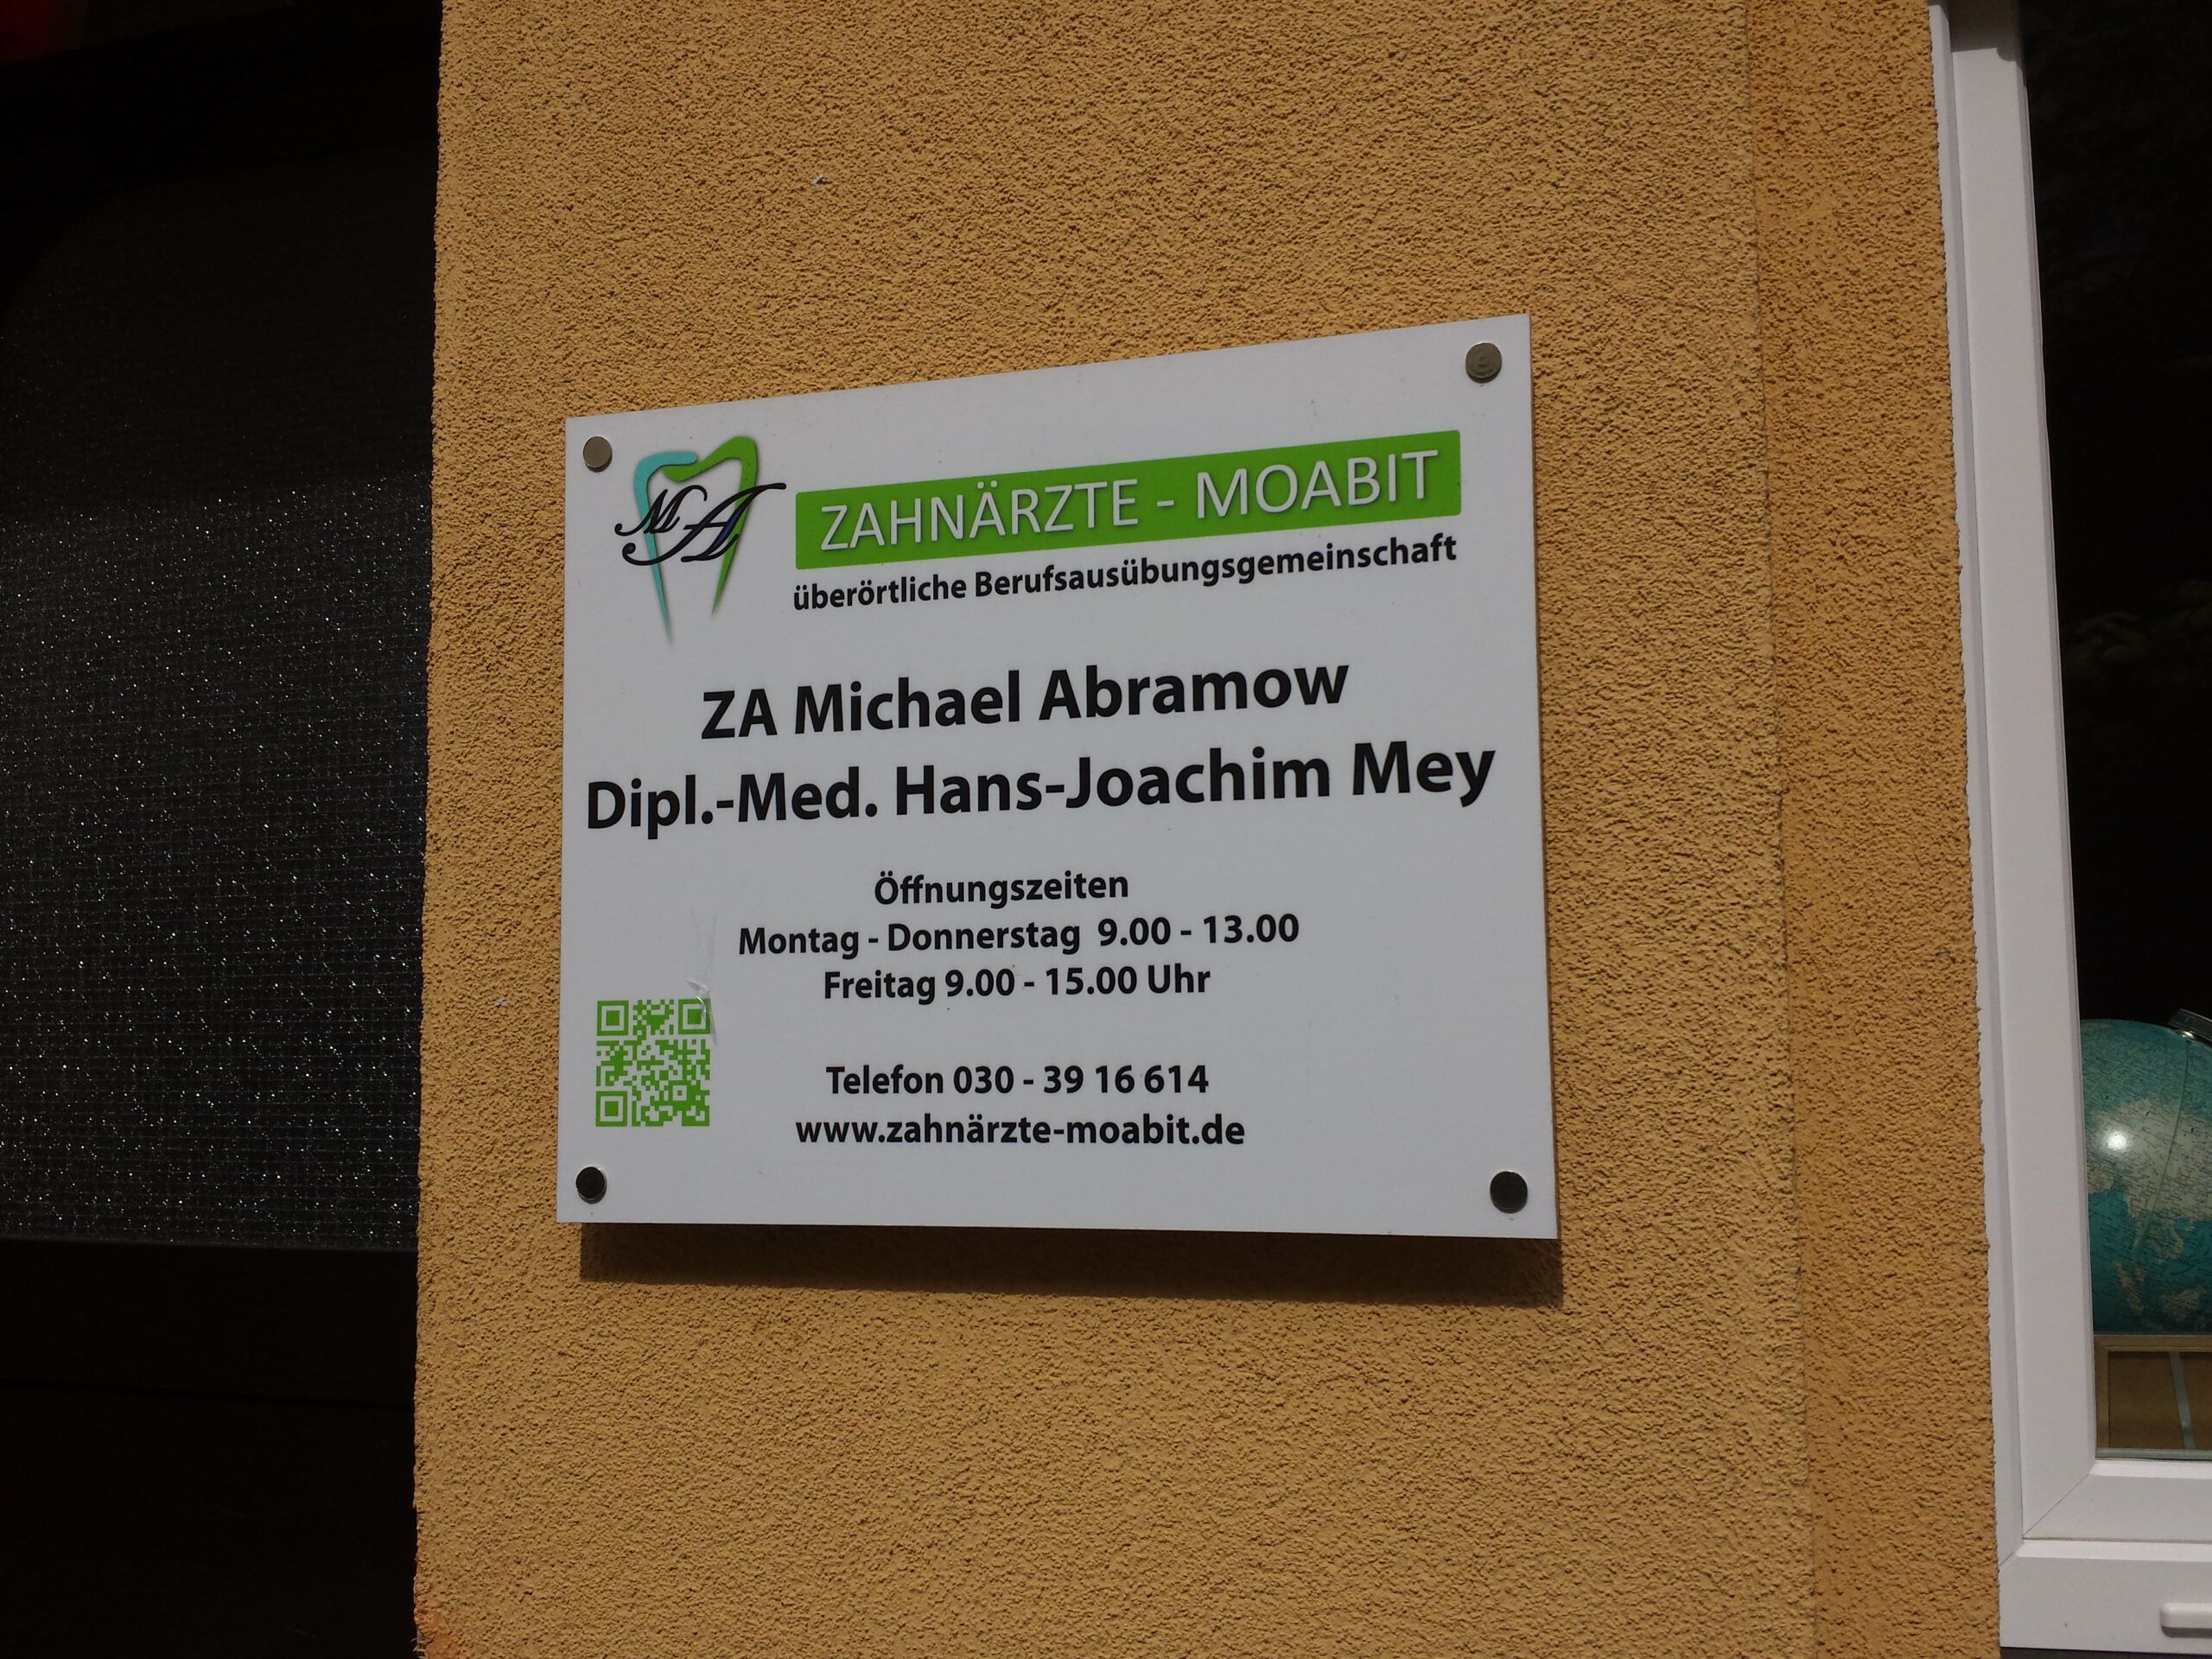 MA
ZAHNÄRZTE - MOABIT
überörtliche Berufsausübungsgemeinschaft
ZA Michael Abramow
Dipl.-Med. Hans-Joachim Mey
Öffnungszeiten
Montag - Donnerstag 9.00 - 13.00
Freitag 9.00 - 15.00 Uhr
Telefon 030 - 39 16 614
www.zahnärzte-moabit.de